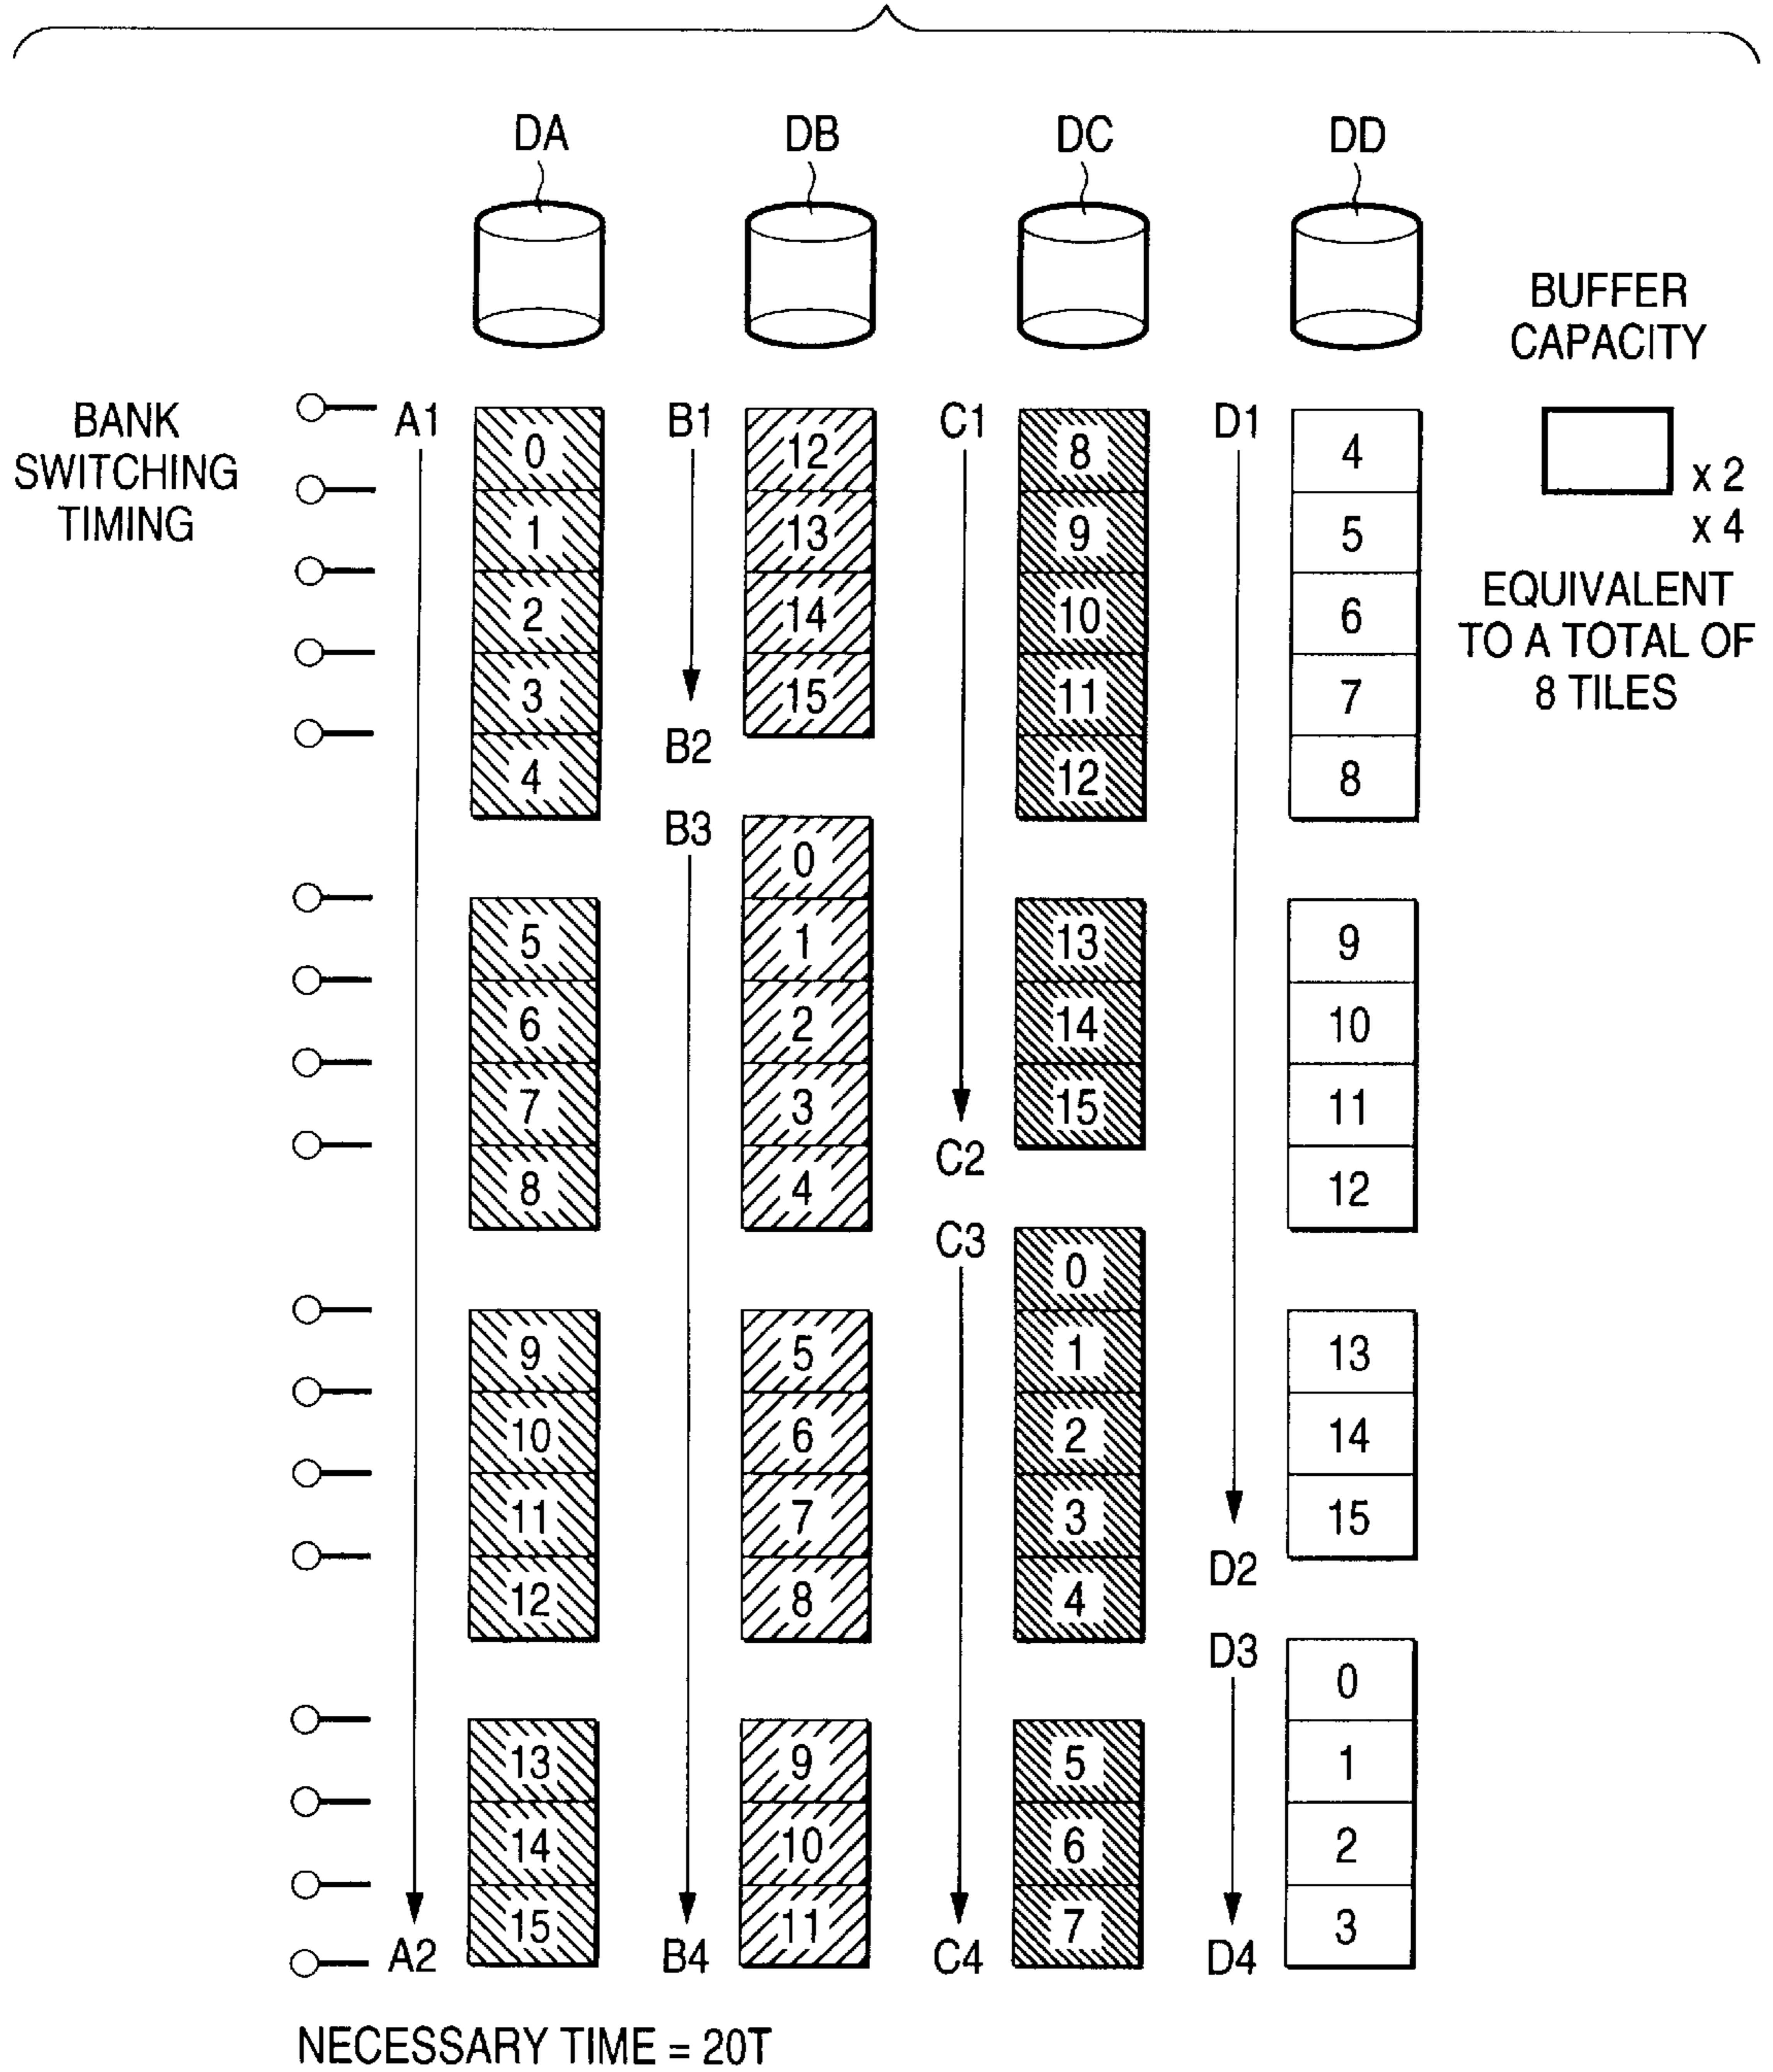 DA DB DC DD
BUFFER
CAPACITY
x 2
x 4
EQUIVALENT
TO A TOTAL OF
8 TILES
BANK
SWITCHING
TIMING
A1 0 B1 12 C1 8 D1 4
1 13 9 5
2 14 10 6
3 15 11 7
4 B2 12 8
B3 0
5 1 13 9
6 2 14 10
7 3 15 11
8 4 C2 12
C3 0
9 5 1 13
10 6 2 14
11 7 3 15
12 8 4 D2
D3 0
13 9 5 1
14 10 6 2
15 11 7 3
A2 B4 C4 D4
NECESSARY TIME = 20T